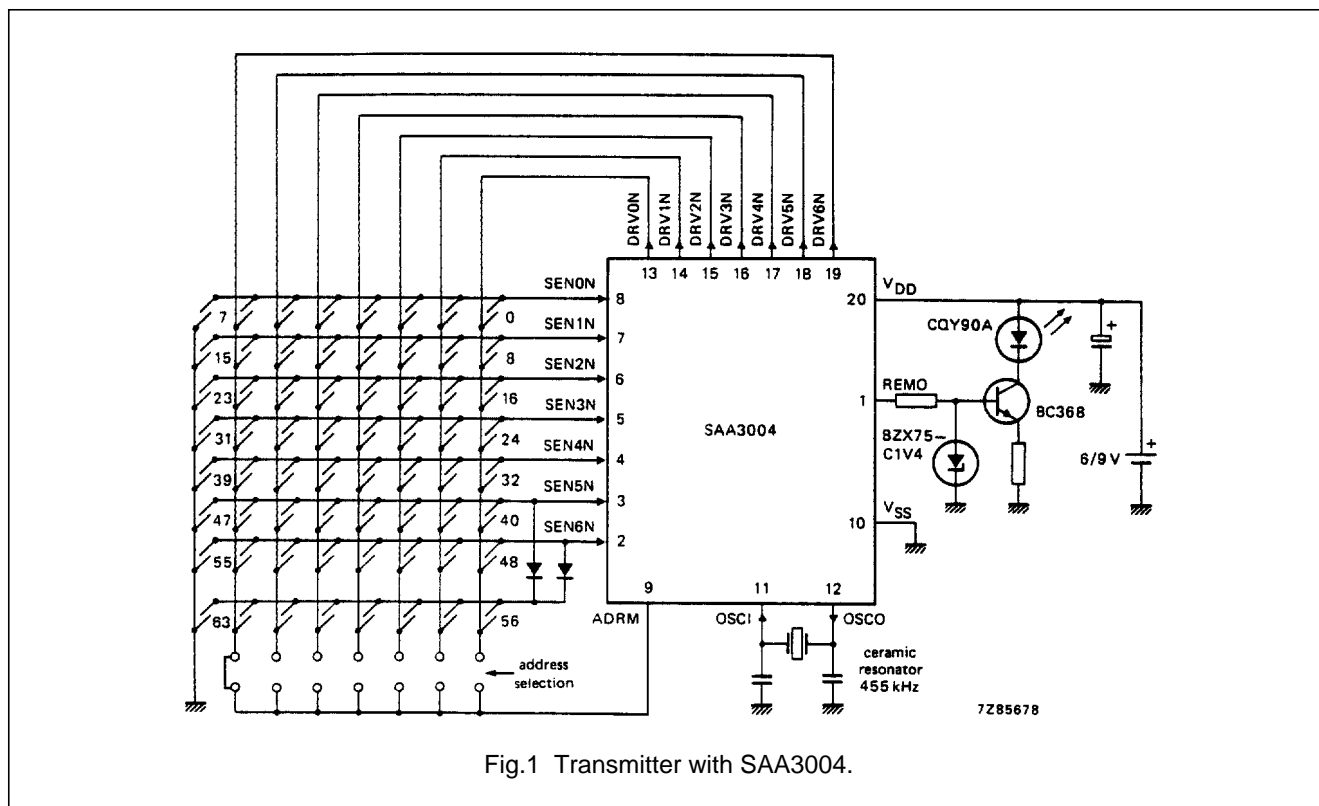 DRV0N
DRV1N
DRV2N
DRV3N
DRV4N
DRV5N
DRV6N
13 14 15 16 17 18 19
SEN0N 8
SEN1N 7
SEN2N 6
SEN3N 5
SEN4N 4
SEN5N 3
SEN6N 2
7 0
15 8
23 16
31 24
39 32
47 40
55 48
63 56
SAA3004
20 VDD
CQY90A
REMO
1
BC368
BZX75–
C1V4
6/9 V
+
+
10 VSS
9 11 12
ADRM OSCI OSCO
address
selection
ceramic
resonator
455 kHz
7Z85678
Fig.1 Transmitter with SAA3004.